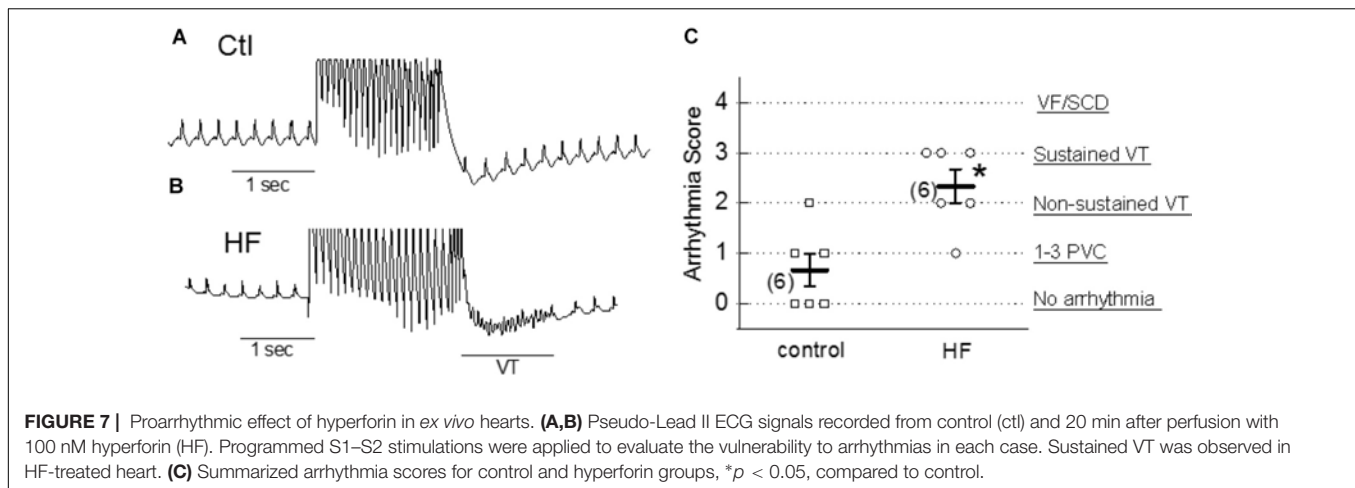 A
Ctl
1 sec
B
HF
1 sec
VT
C
Arrhythmia Score
4
3
2
1
0
(6)
(6)
*
control
HF
VF/SCD
Sustained VT
Non-sustained VT
1-3 PVC
No arrhythmia
FIGURE 7 | Proarrhythmic effect of hyperforin in ex vivo hearts. (A,B) Pseudo-Lead II ECG signals recorded from control (ctl) and 20 min after perfusion with
100 nM hyperforin (HF). Programmed S1–S2 stimulations were applied to evaluate the vulnerability to arrhythmias in each case. Sustained VT was observed in
HF-treated heart. (C) Summarized arrhythmia scores for control and hyperforin groups, *p < 0.05, compared to control.